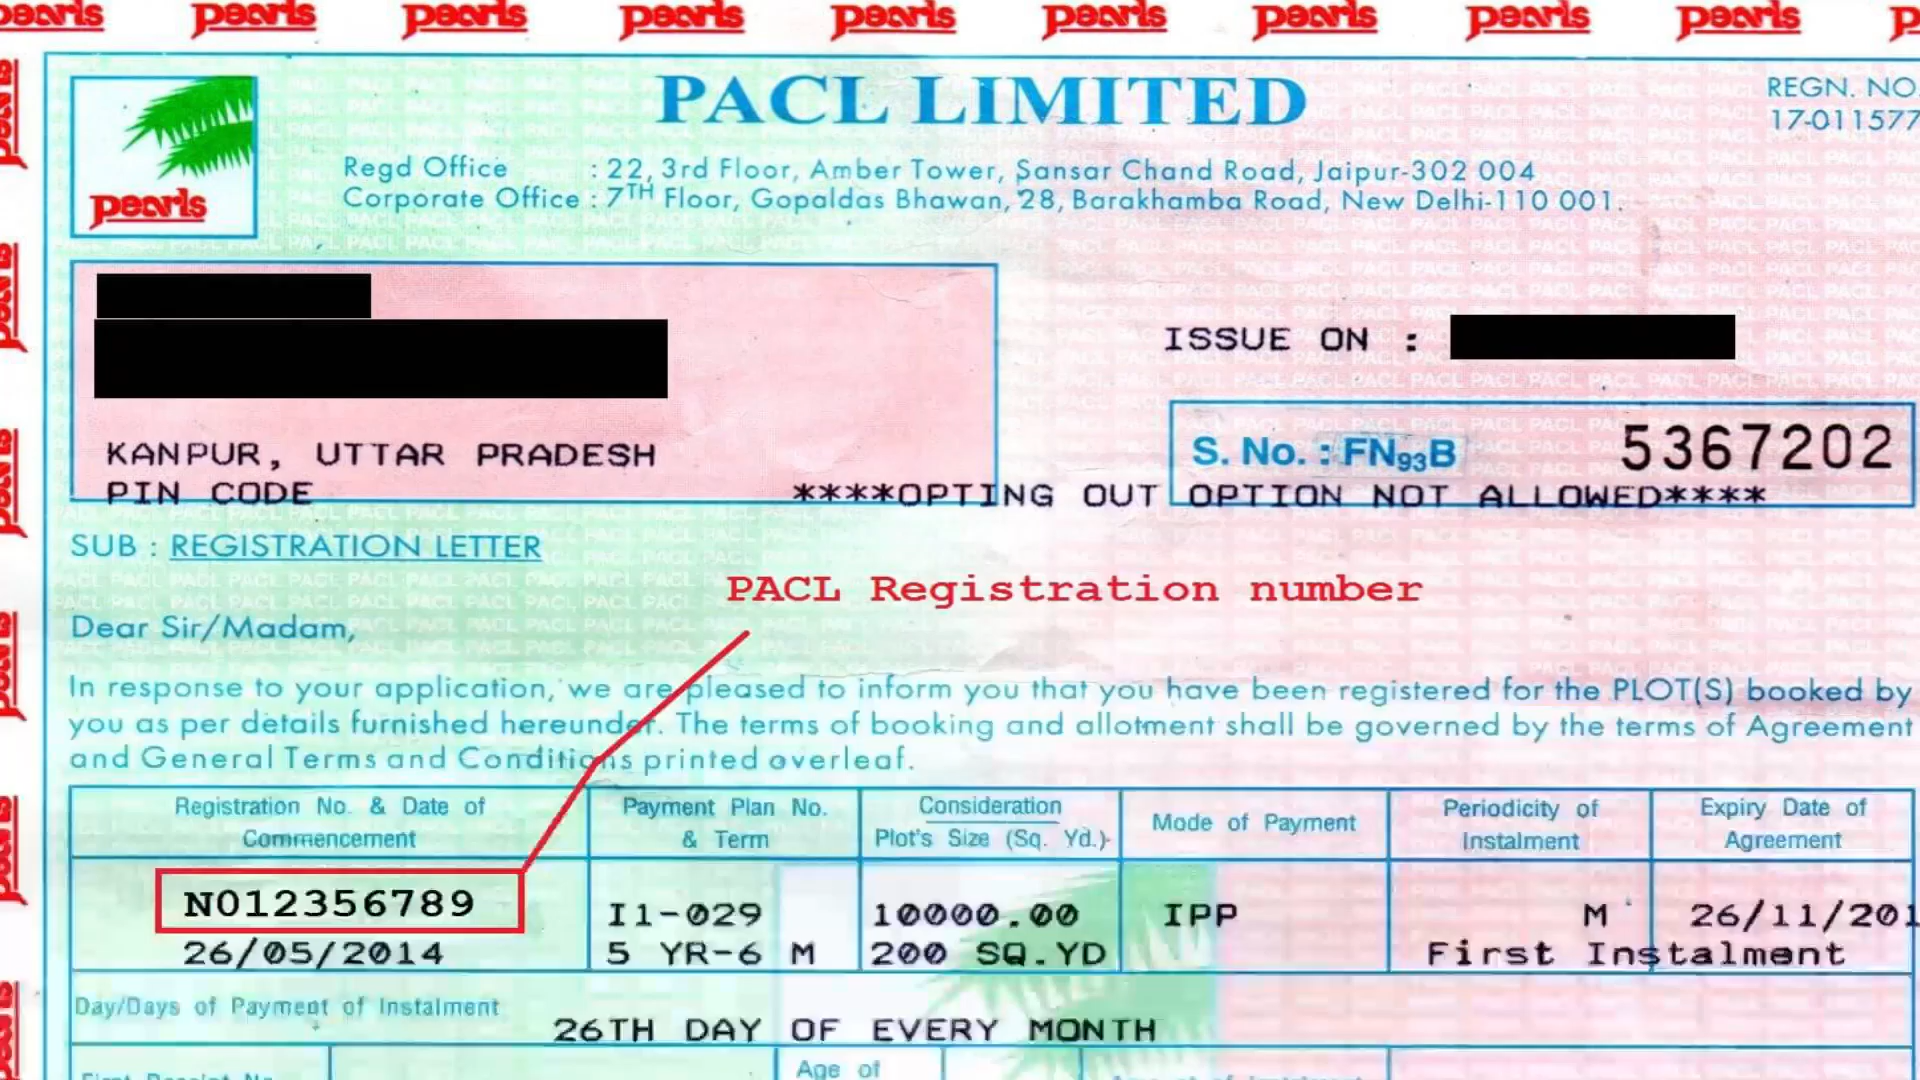 pearls pearls pearls pearls pearls pearls pearls pearls
PACL LIMITED
REGN. NO.
17-011577
pearls
Regd Office : 22, 3rd Floor, Amber Tower, Sansar Chand Road, Jaipur-302 004
Corporate Office : 7TH Floor, Gopaldas Bhawan, 28, Barakhamba Road, New Delhi-110 001.
ISSUE ON :
KANPUR, UTTAR PRADESH
PIN CODE
S. No. : FN93B 5367202
****OPTING OUT OPTION NOT ALLOWED****
SUB : REGISTRATION LETTER
PACL Registration number
Dear Sir/Madam,
In response to your application, we are pleased to inform you that you have been registered for the PLOT(S) booked by
you as per details furnished hereunder. The terms of booking and allotment shall be governed by the terms of Agreement
and General Terms and Conditions printed overleaf.
Registration No. & Date of
Commencement
Payment Plan No.
& Term
Consideration
Plot's Size (Sq. Yd.)
Mode of Payment
Periodicity of
Instalment
Expiry Date of
Agreement
N012356789
26/05/2014
I1-029
5 YR-6 M
10000.00
200 SQ.YD
IPP
M
First Instalment
26/11/201
Day/Days of Payment of Instalment
26TH DAY OF EVERY MONTH
Age of